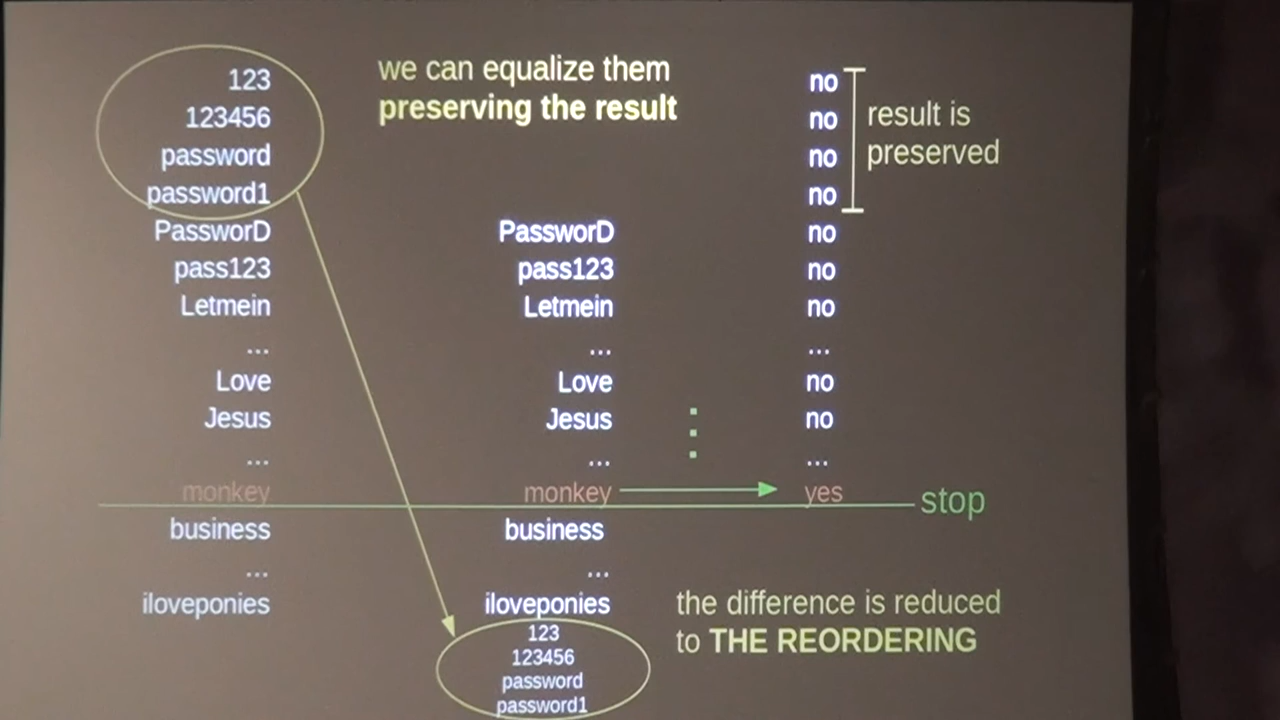 123
123456
password
password1
PassworD
pass123
Letmein
...
Love
Jesus
...
monkey
business
...
iloveponies
we can equalize them
preserving the result
PassworD
pass123
Letmein
...
Love
Jesus
...
monkey
business
...
iloveponies
123
123456
password
password1
no
no
no
no
no
no
no
...
no
no
...
yes
result is
preserved
stop
the difference is reduced
to THE REORDERING